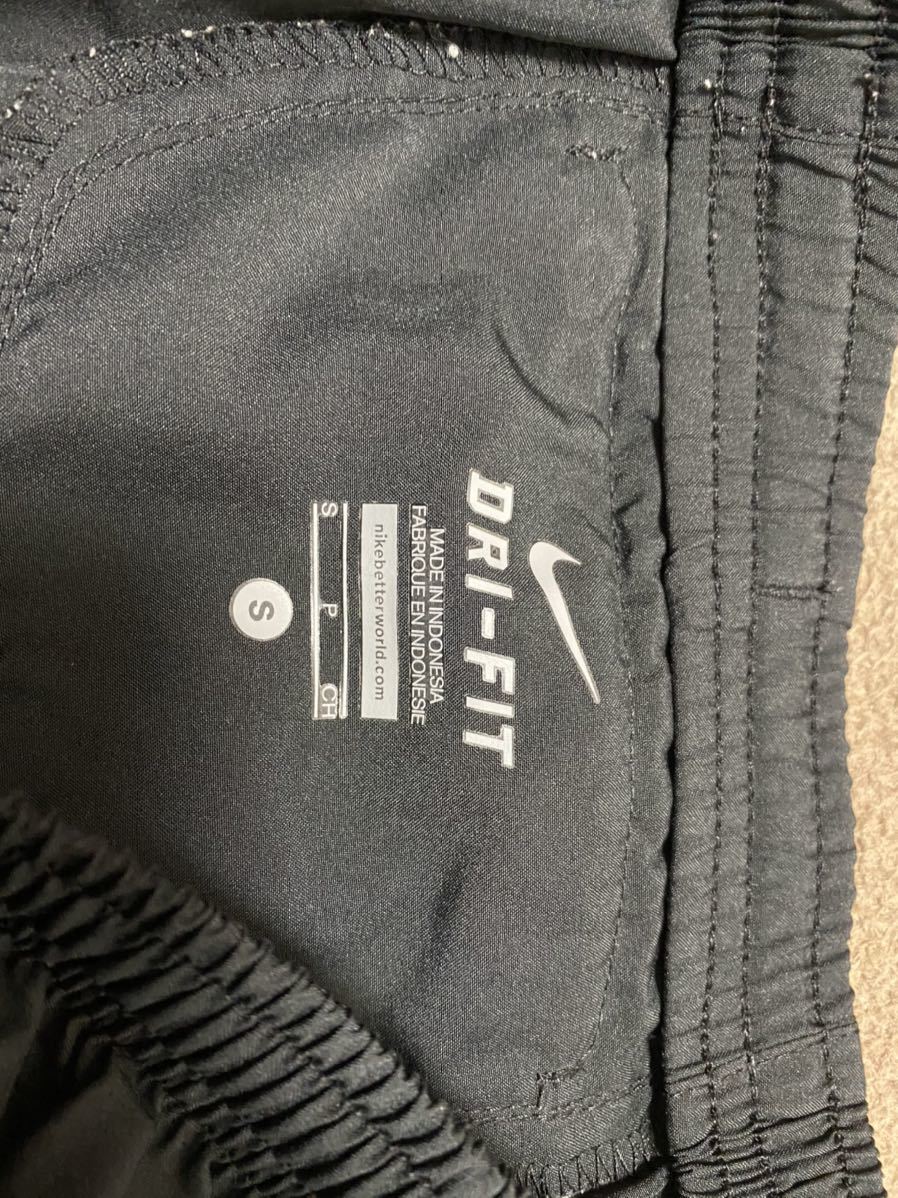 DRI-FIT
MADE IN INDONESIA
FABRIQUE EN INDONESIE
nikebetterworld.com
S P CH
S